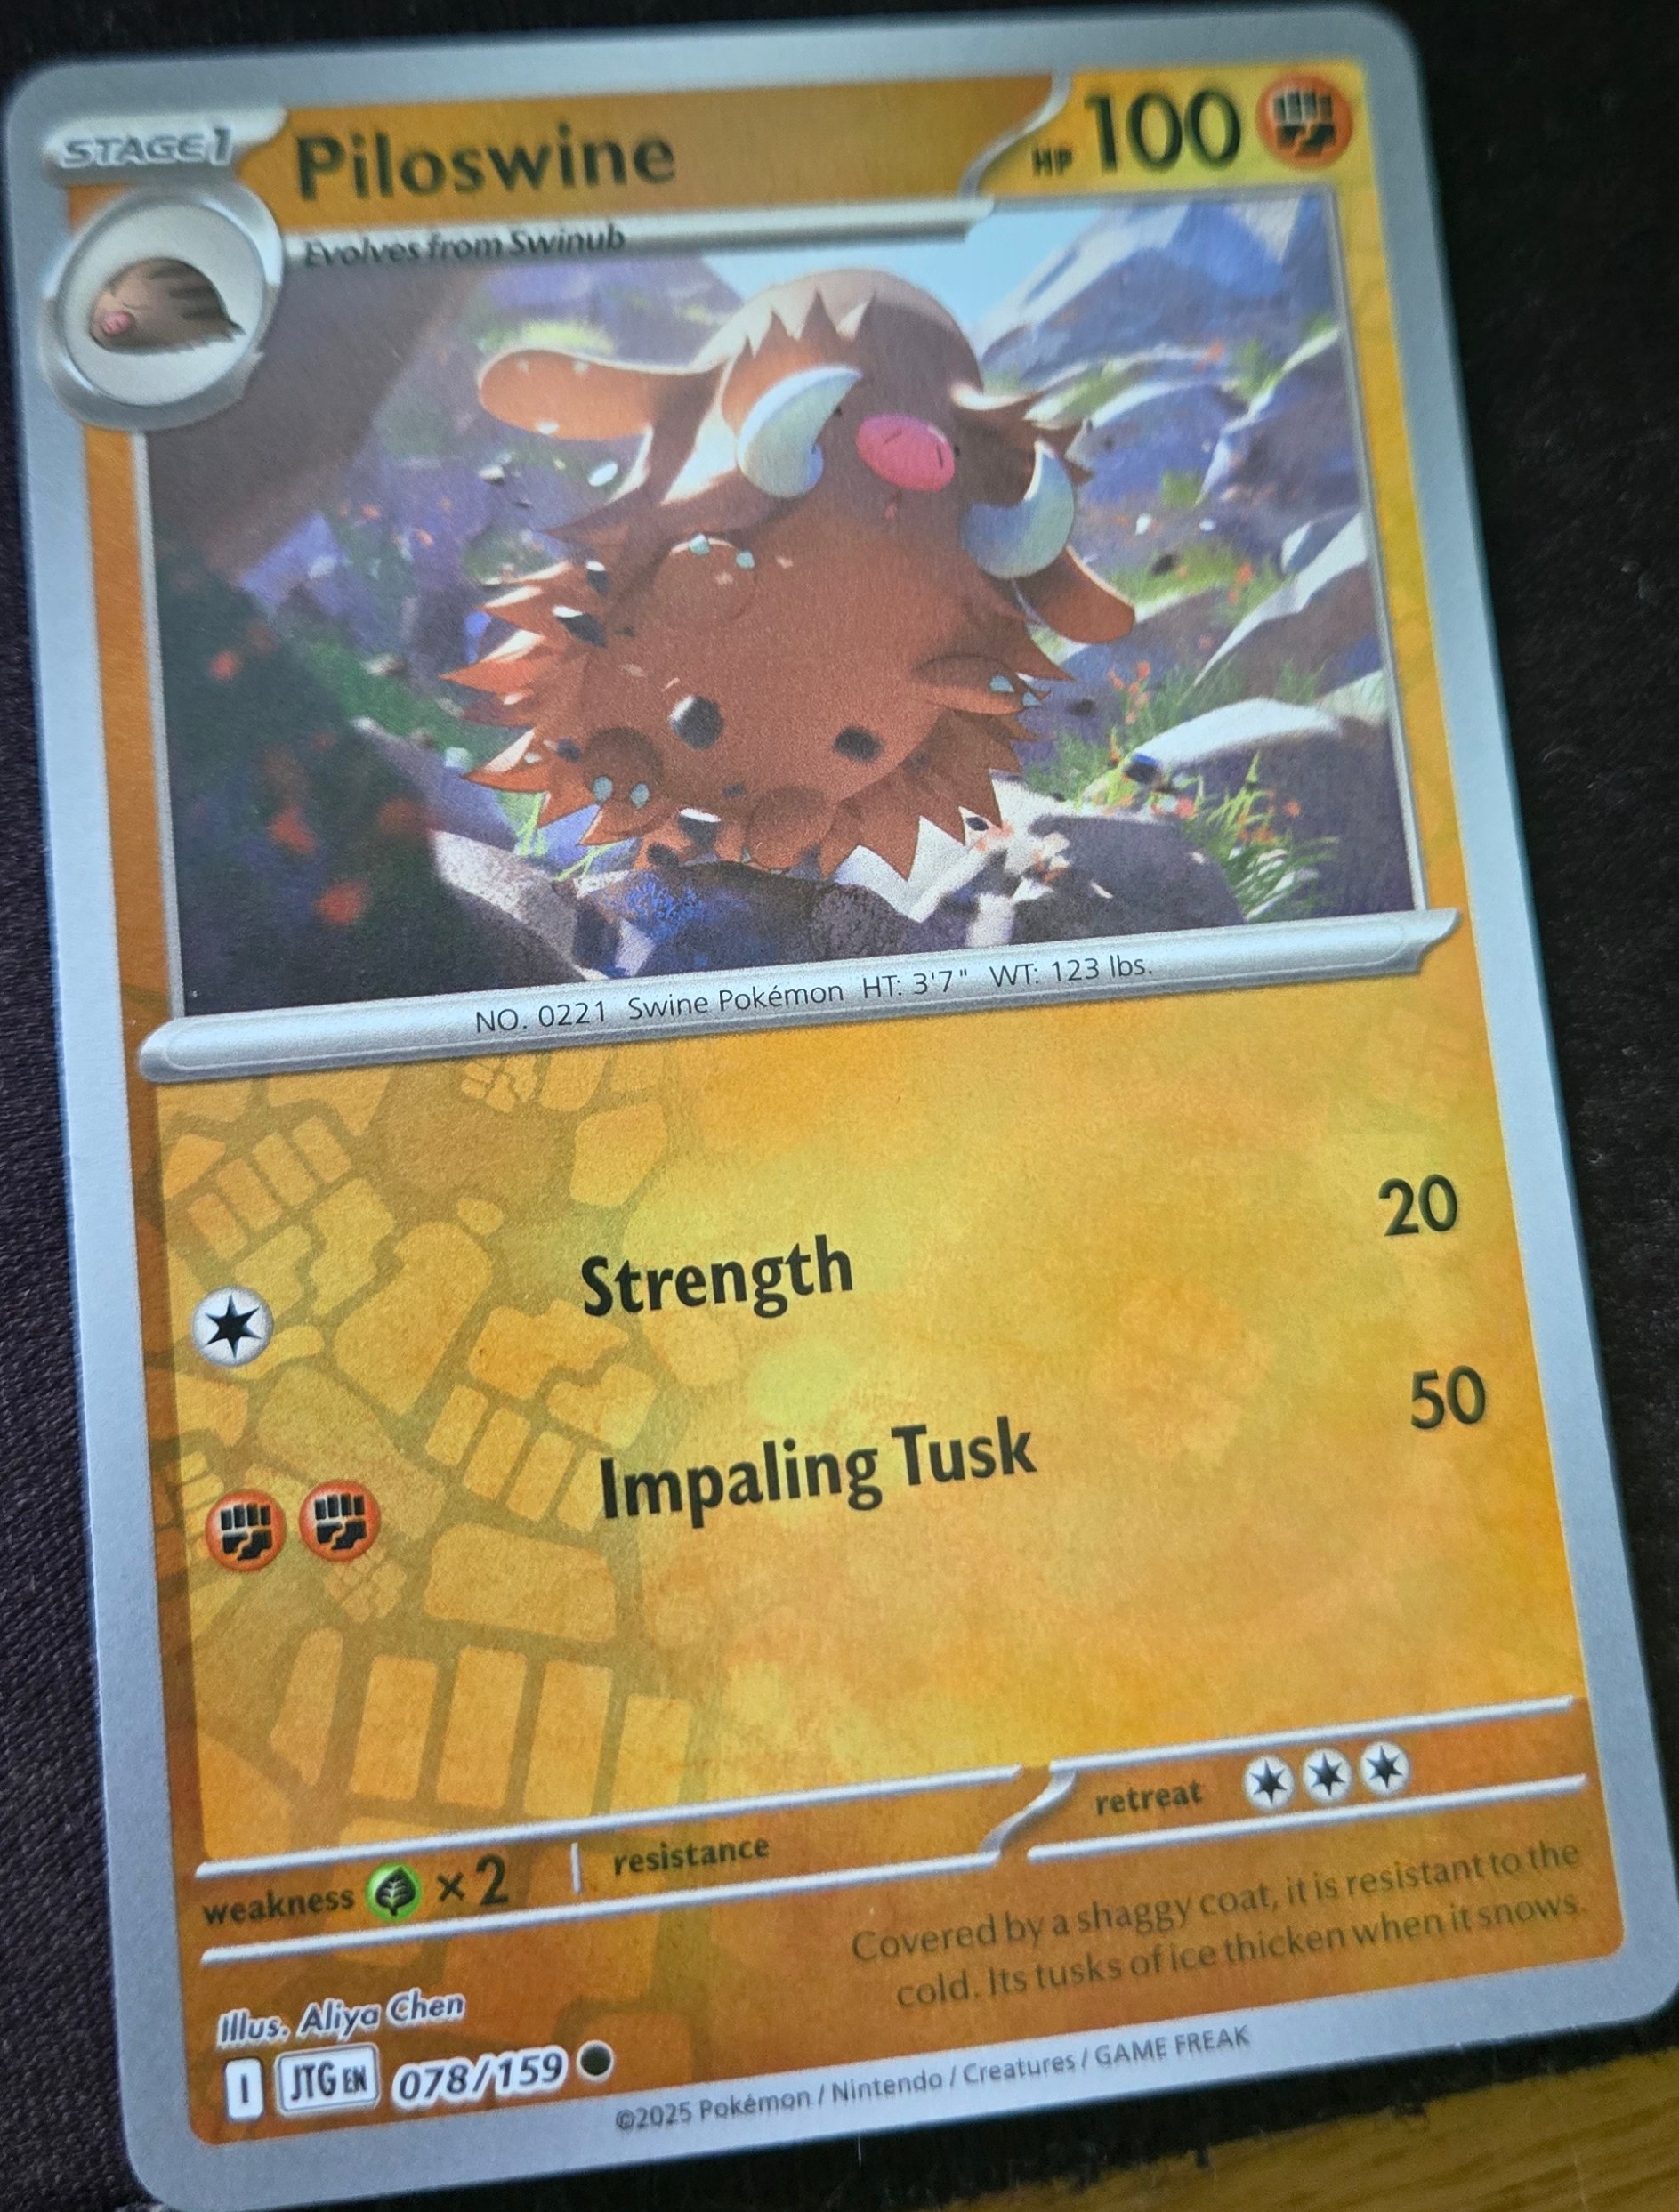 STAGE1 Piloswine HP 100
Evolves from Swinub
NO. 0221 Swine Pokémon HT: 3'7" WT: 123 lbs.
Strength 20
Impaling Tusk 50
weakness ×2 resistance retreat
Covered by a shaggy coat, it is resistant to the
cold. Its tusks of ice thicken when it snows.
Illus. Aliya Chen
I JTG EN 078/159
©2025 Pokémon / Nintendo / Creatures / GAME FREAK